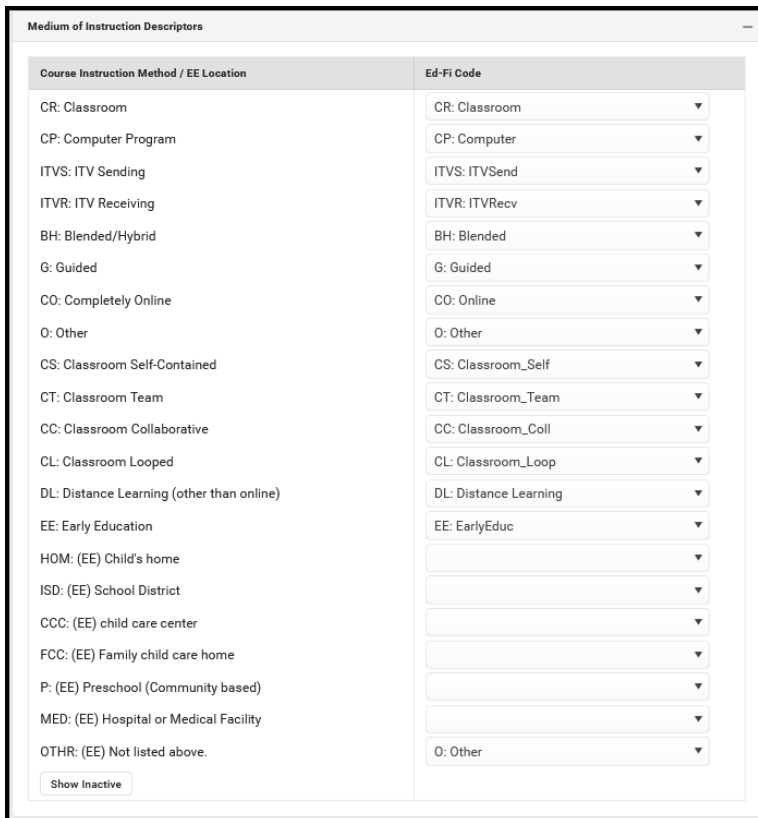 Medium of Instruction Descriptors
Course Instruction Method / EE Location Ed-Fi Code
CR: Classroom CR: Classroom
CP: Computer Program CP: Computer
ITVS: ITV Sending ITVS: ITVSend
ITVR: ITV Receiving ITVR: ITVRecv
BH: Blended/Hybrid BH: Blended
G: Guided G: Guided
CO: Completely Online CO: Online
O: Other O: Other
CS: Classroom Self-Contained CS: Classroom_Self
CT: Classroom Team CT: Classroom_Team
CC: Classroom Collaborative CC: Classroom_Coll
CL: Classroom Looped CL: Classroom_Loop
DL: Distance Learning (other than online) DL: Distance Learning
EE: Early Education EE: EarlyEduc
HOM: (EE) Child's home
ISD: (EE) School District
CCC: (EE) child care center
FCC: (EE) Family child care home
P: (EE) Preschool (Community based)
MED: (EE) Hospital or Medical Facility
OTHR: (EE) Not listed above. O: Other
Show Inactive